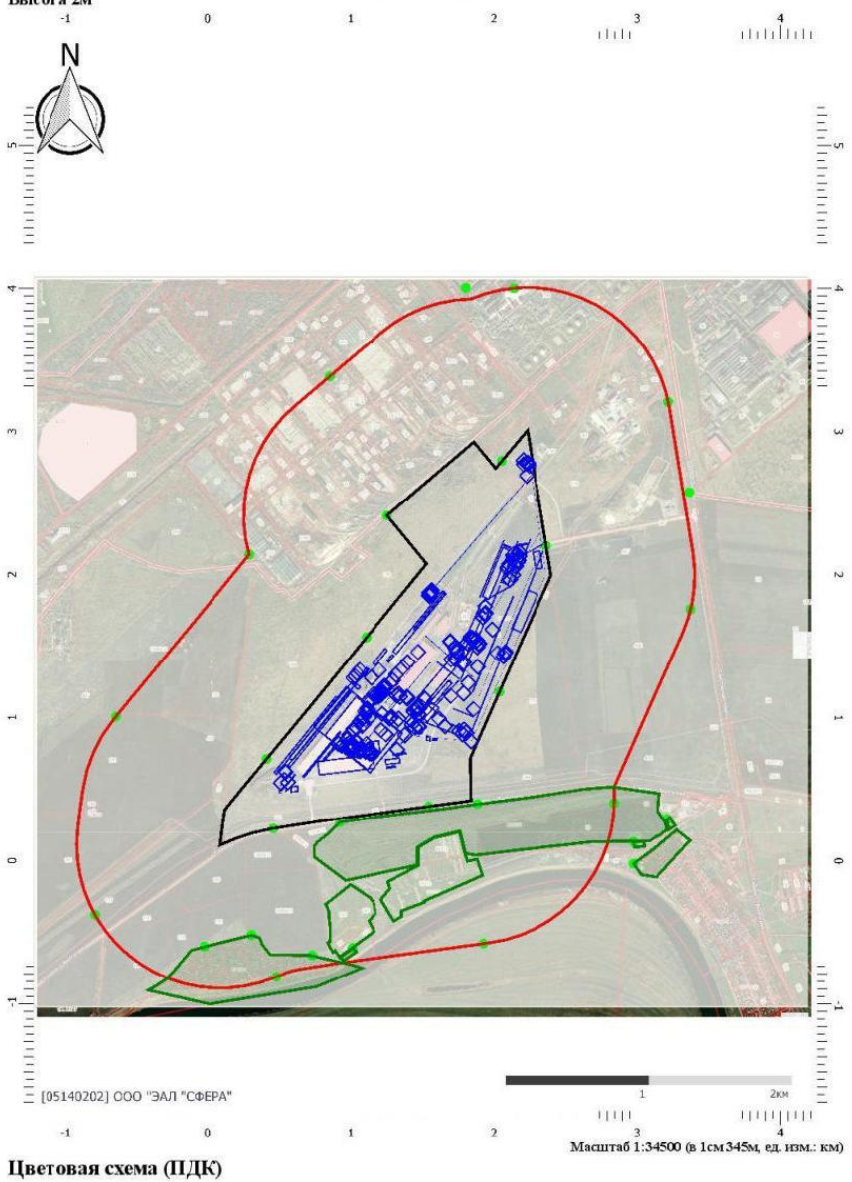 Высота 2м
-1 0 1 2 3 4
N
5 5
4 4
3 3
2 2
1 1
0 0
-1 -1
[05140202] ООО "ЭАЛ "СФЕРА"
1 2км
-1 0 1 2 3 4
Масштаб 1:34500 (в 1см 345м, ед. изм.: км)
Цветовая схема (ПДК)